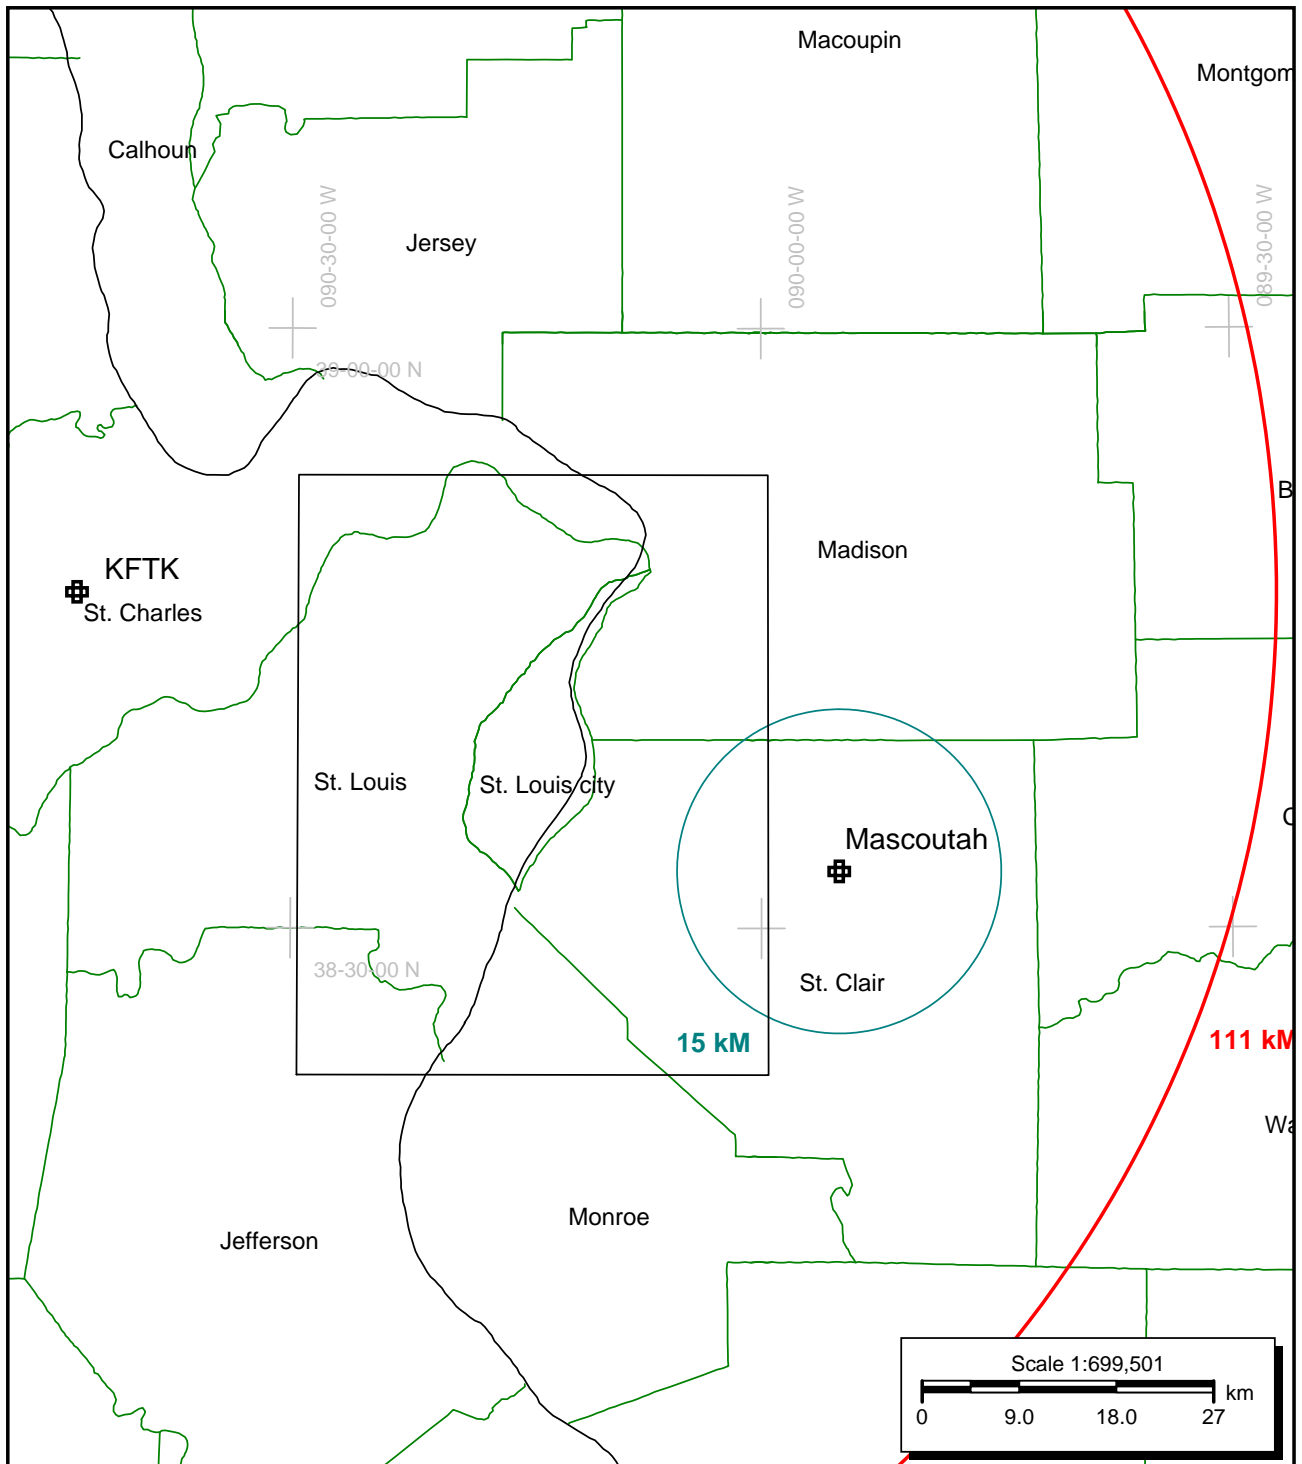 Macoupin
Montgom
Calhoun
090-30-00 W
090-00-00 W
089-30-00 W
Jersey
39-00-00 N
B
Madison
KFTK
St. Charles
St. Louis
St. Louis city
C
Mascoutah
38-30-00 N
St. Clair
15 kM
111 kM
Wa
Monroe
Jefferson
Scale 1:699,501
km
0 9.0 18.0 27